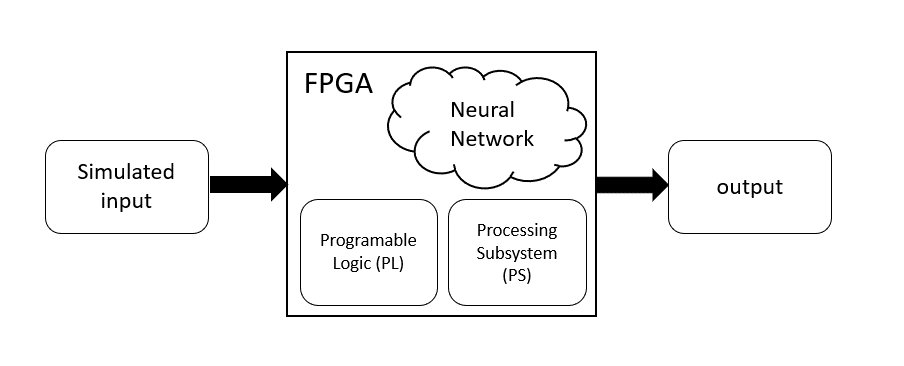 FPGA
Neural
Network
Simulated
input
output
Programable
Logic (PL)
Processing
Subsystem
(PS)